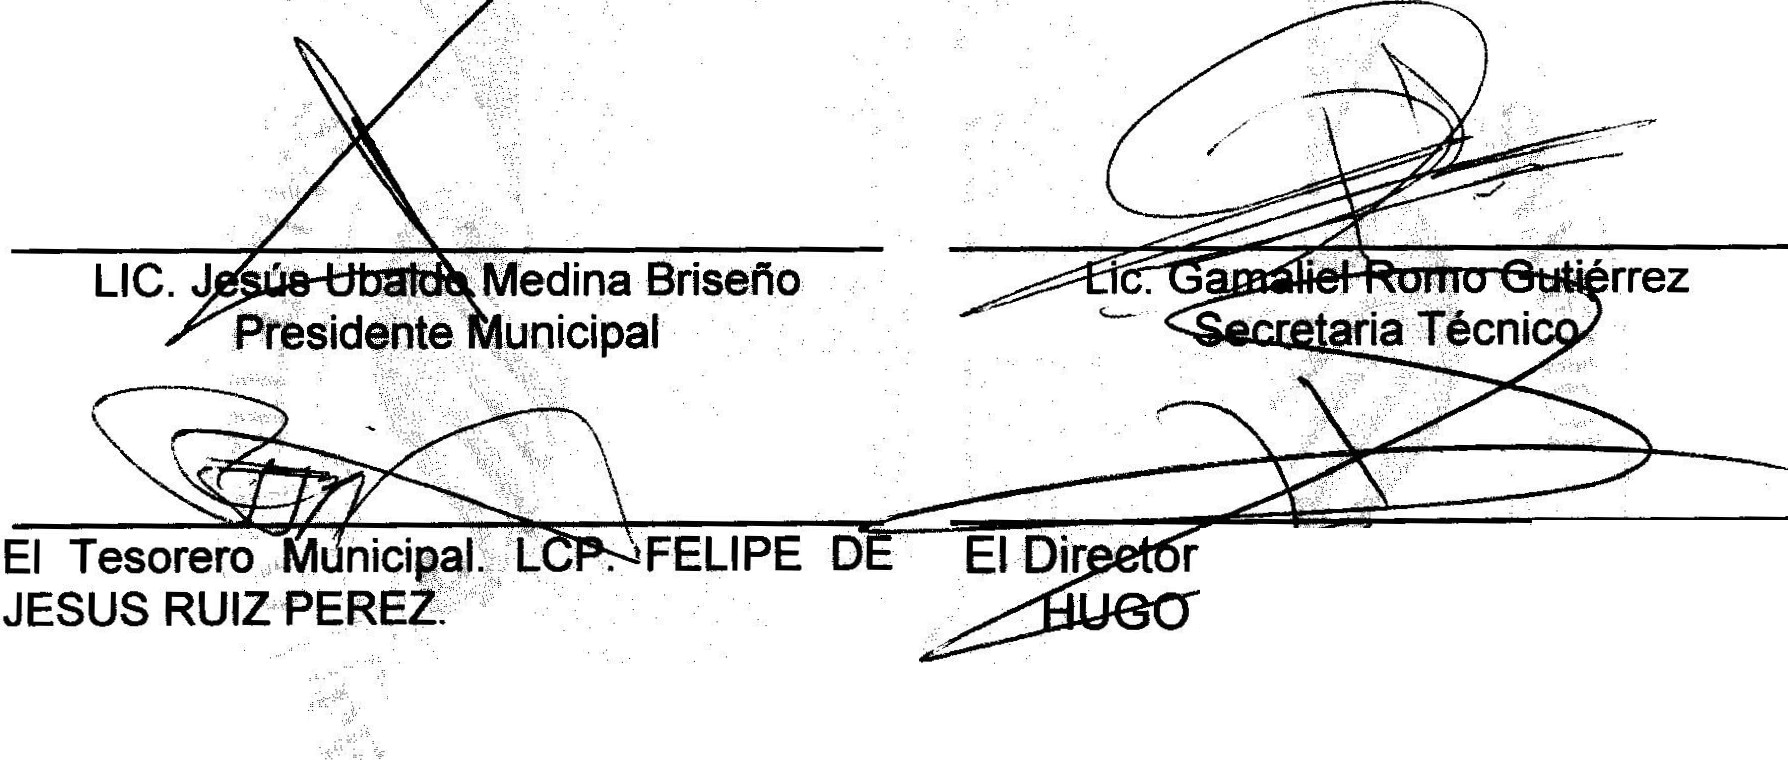 LIC. Jesús Ubaldo Medina Briseño
Presidente Municipal
Lic. Gamaliel Romo Gutiérrez
Secretaria Técnico
El Tesorero Municipal. LCP. FELIPE DE
JESUS RUIZ PEREZ.
El Director
HUGO